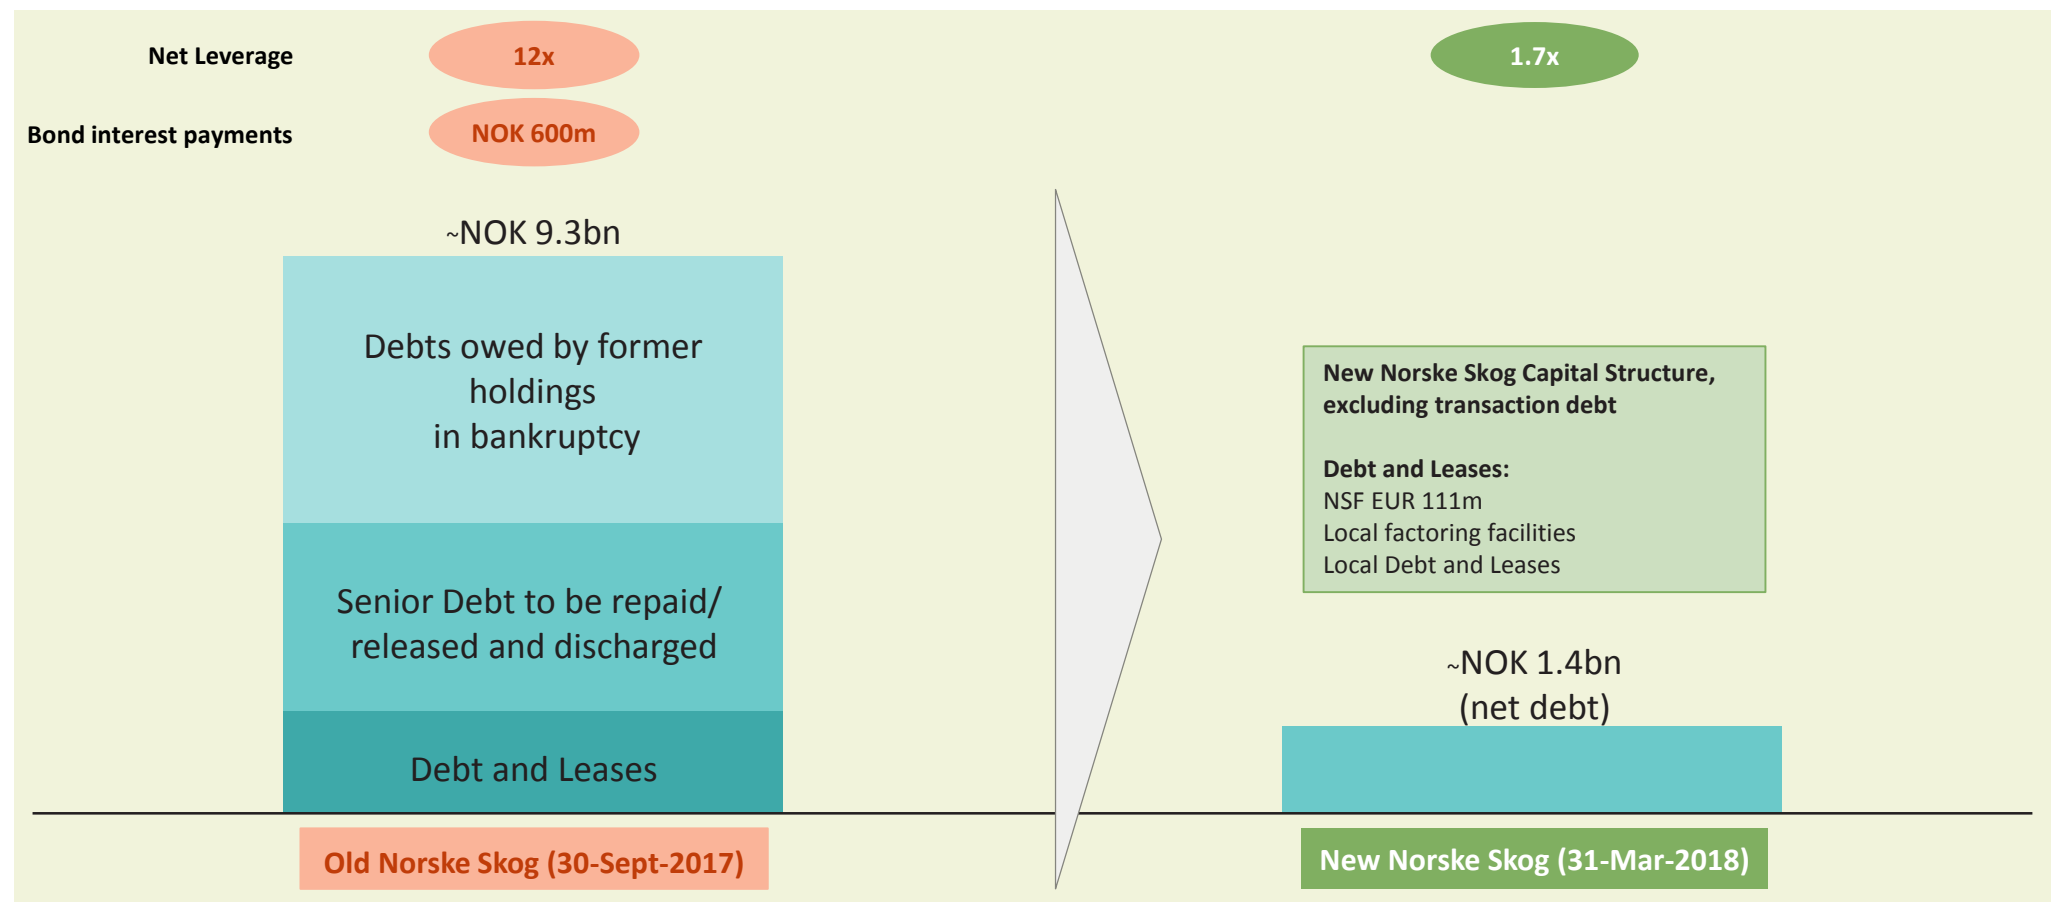 Net Leverage
12x
1.7x
Bond interest payments
NOK 600m
~NOK 9.3bn
Debts owed by former
holdings
in bankruptcy
Senior Debt to be repaid/
released and discharged
Debt and Leases
Old Norske Skog (30-Sept-2017)
New Norske Skog Capital Structure,
excluding transaction debt
Debt and Leases:
NSF EUR 111m
Local factoring facilities
Local Debt and Leases
~NOK 1.4bn
(net debt)
New Norske Skog (31-Mar-2018)